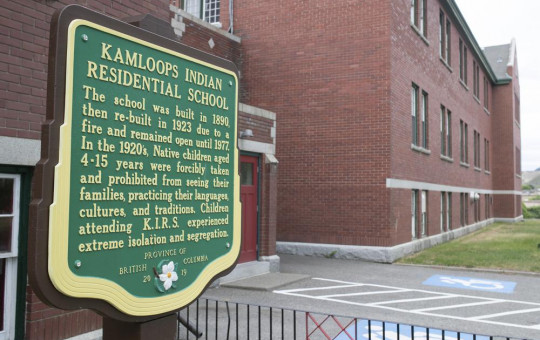 KAMLOOPS INDIAN
RESIDENTIAL SCHOOL
The school was built in 1890,
then re-built in 1923 due to a
fire and remained open until 1977.
In the 1920's, Native children aged
4-15 years were forcibly taken
and prohibited from seeing their
families, practicing their languages,
cultures, and traditions. Children
attending K.I.R.S. experienced
extreme isolation and segregation.
PROVINCE OF
BRITISH COLUMBIA
2019